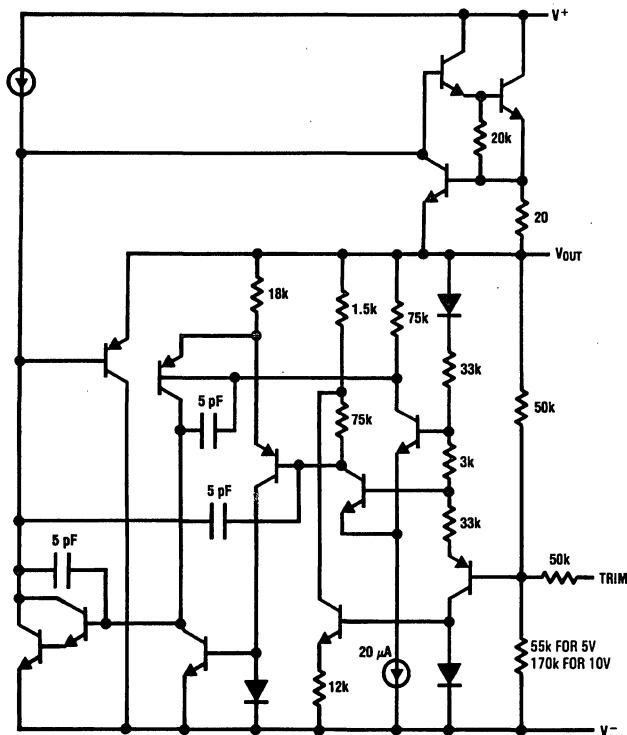 V+
20k
20
VOUT
18k
1.5k
75k
33k
5 pF
75k
50k
3k
5 pF
33k
5 pF
50k
TRIM
20 μA
12k
55k FOR 5V
170k FOR 10V
V−